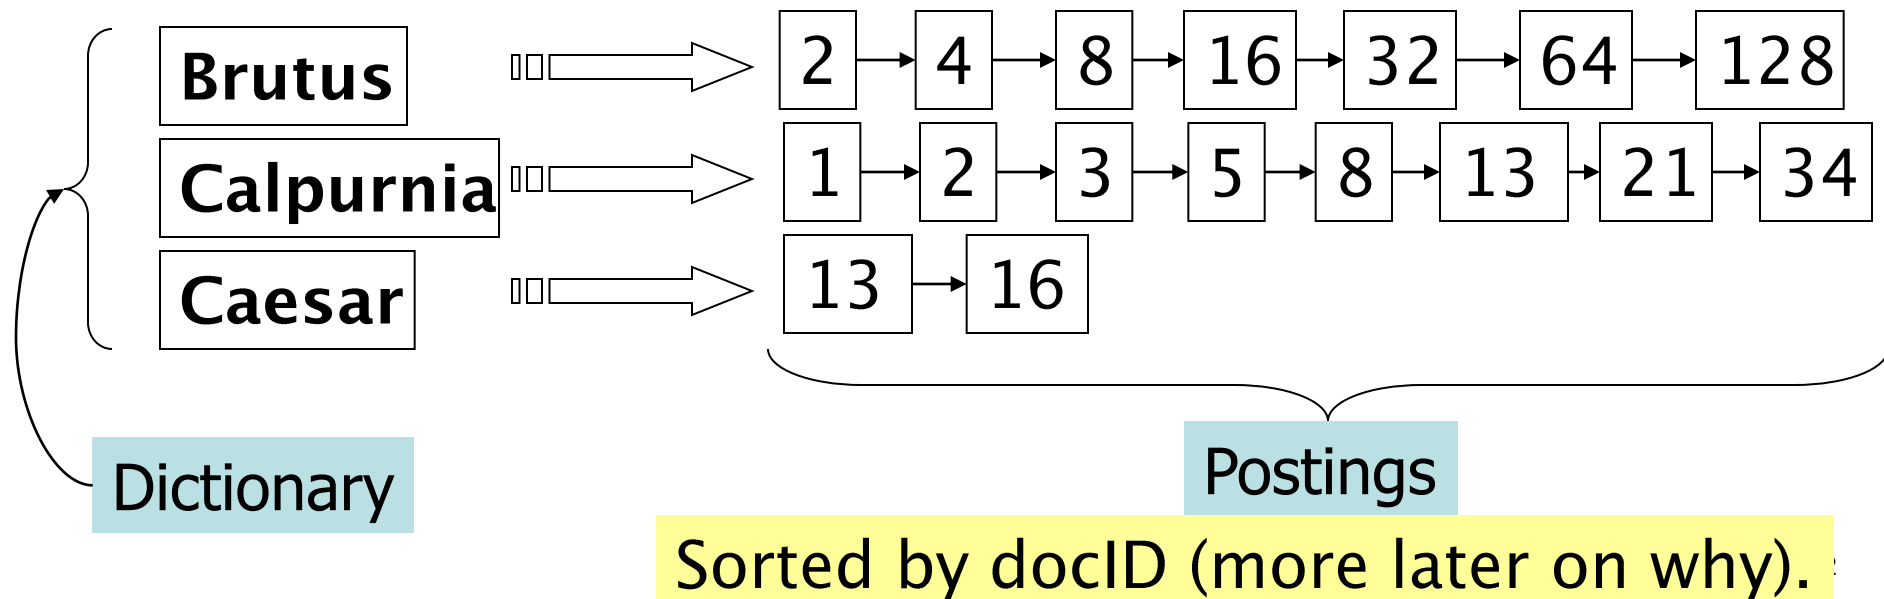 Brutus 2 4 8 16 32 64 128
Calpurnia 1 2 3 5 8 13 21 34
Caesar 13 16
Dictionary
Postings
Sorted by docID (more later on why).